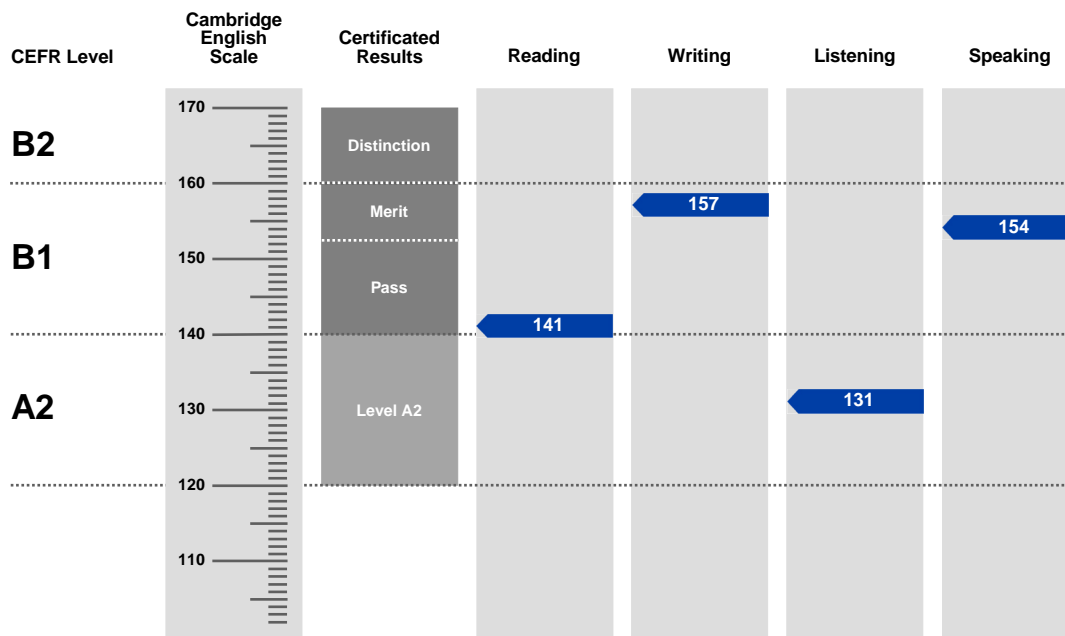 CEFR Level
Cambridge
English
Scale
Certificated
Results
Reading
Writing
Listening
Speaking
170
B2
Distinction
160
157
Merit
154
B1
150
Pass
141
140
A2
130
Level A2
131
120
110